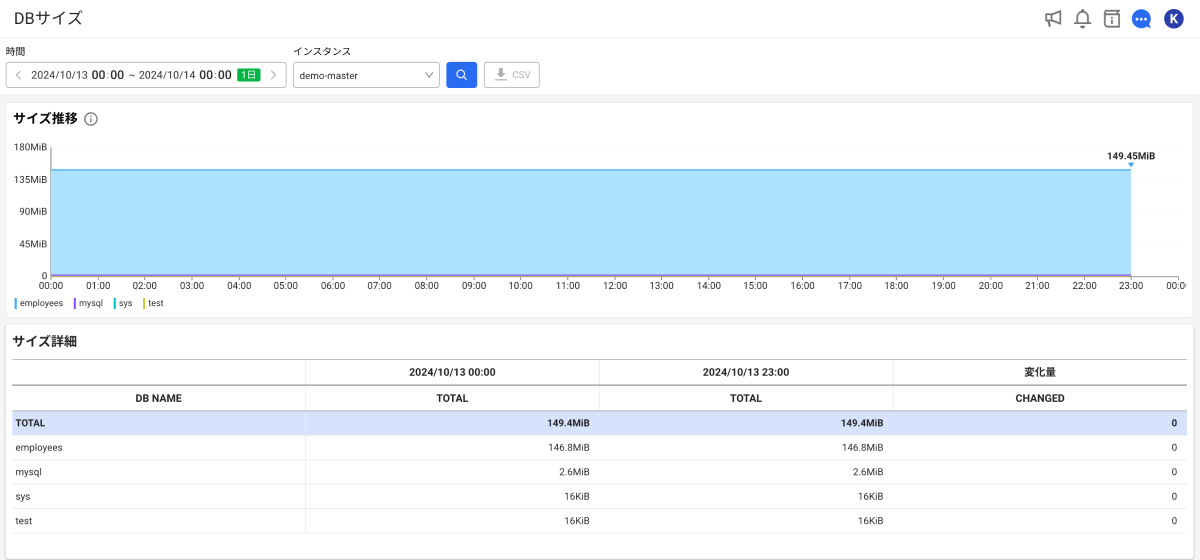 DBサイズ
K
時間
インスタンス
2024/10/13 00:00 ~ 2024/10/14 00:00 1日
demo-master
CSV
サイズ推移
180MiB
149.45MiB
135MiB
90MiB
45MiB
0
00:00 01:00 02:00 03:00 04:00 05:00 06:00 07:00 08:00 09:00 10:00 11:00 12:00 13:00 14:00 15:00 16:00 17:00 18:00 19:00 20:00 21:00 22:00 23:00 00:0
employees mysql sys test
サイズ詳細
2024/10/13 00:00 2024/10/13 23:00 変化量
DB NAME TOTAL TOTAL CHANGED
TOTAL 149.4MiB 149.4MiB 0
employees 146.8MiB 146.8MiB 0
mysql 2.6MiB 2.6MiB 0
sys 16KiB 16KiB 0
test 16KiB 16KiB 0